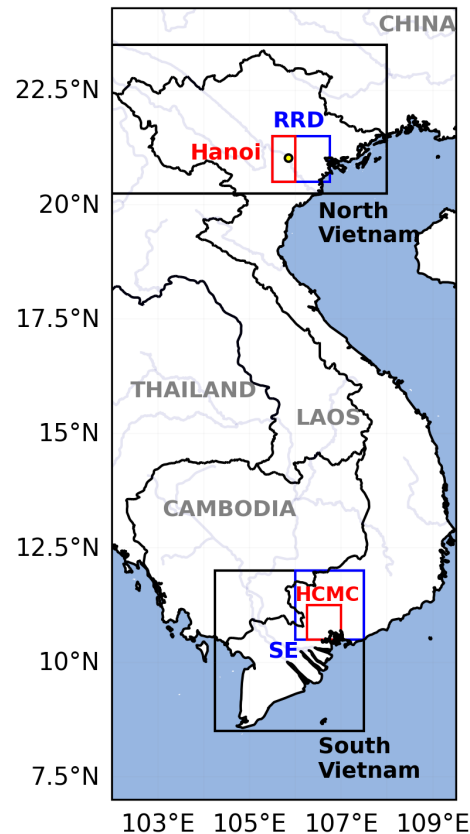 CHINA
22.5°N
RRD
Hanoi
20°N
North
Vietnam
17.5°N
THAILAND
LAOS
15°N
CAMBODIA
12.5°N
HCMC
SE
10°N
South
Vietnam
7.5°N
103°E 105°E 107°E 109°E